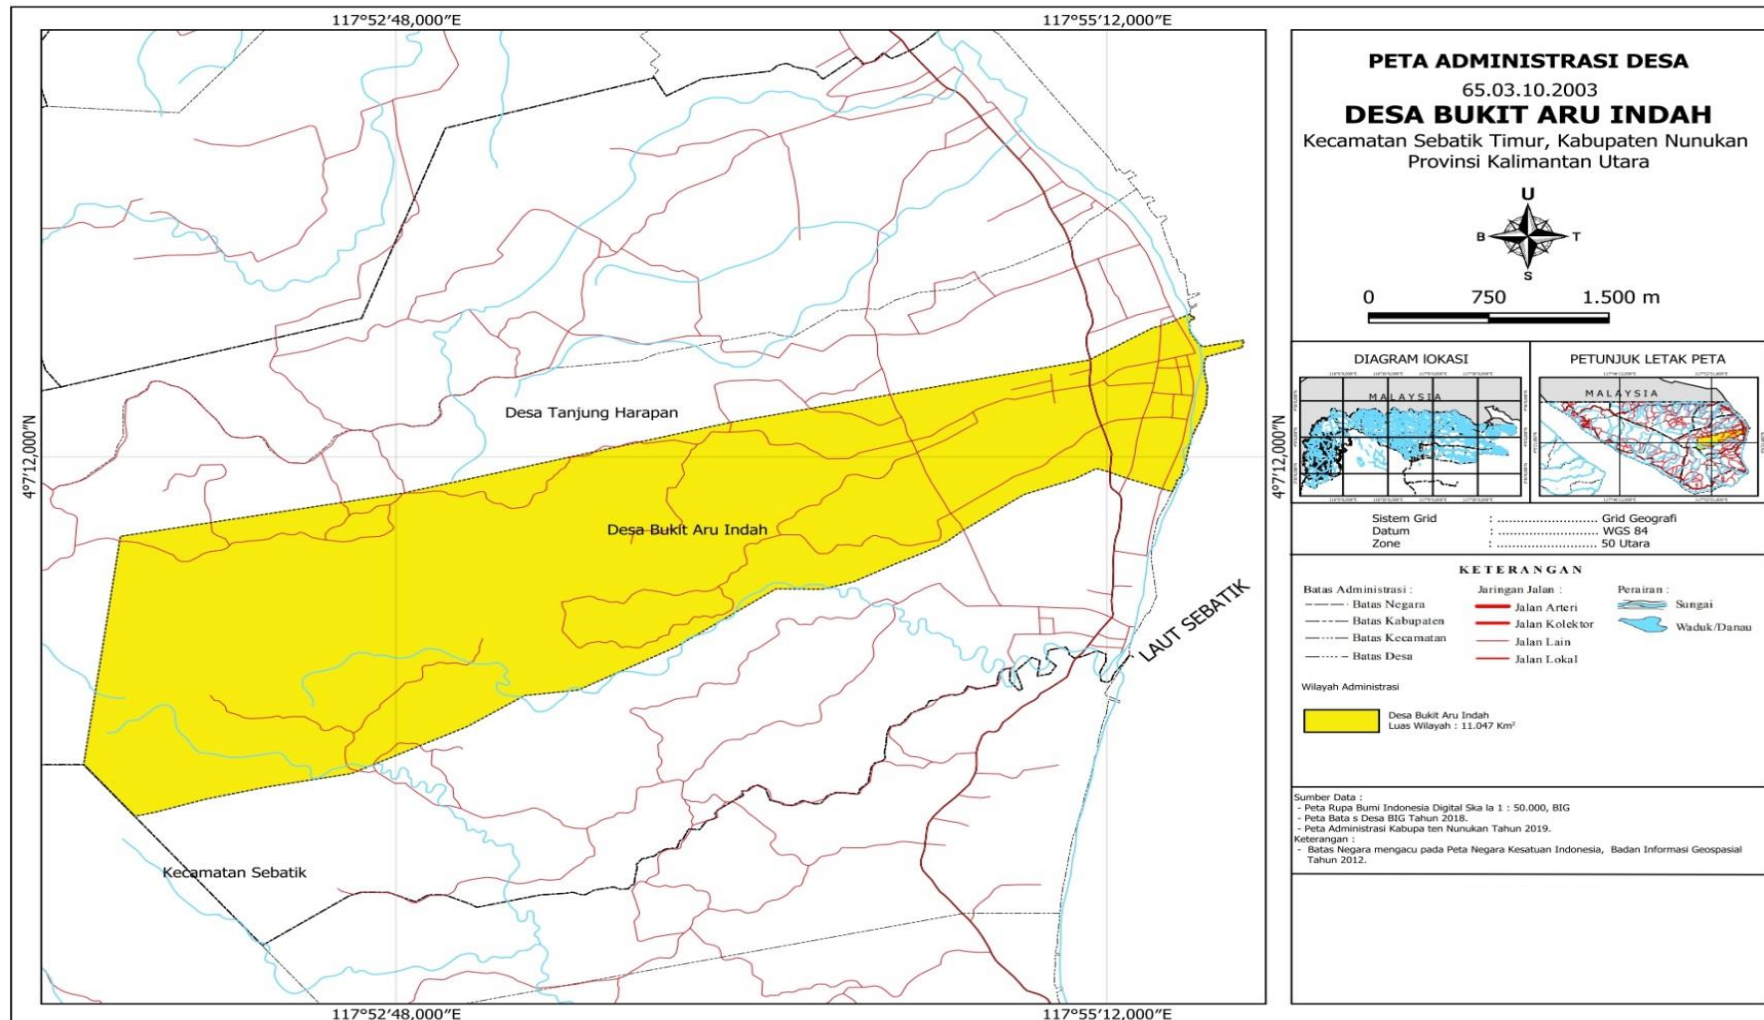 117°52′48,000″E
117°55′12,000″E
4°7′12,000″N
4°7′12,000″N
Desa Tanjung Harapan
Desa Bukit Aru Indah
LAUT SEBATIK
Kecamatan Sebatik
117°52′48,000″E
117°55′12,000″E
PETA ADMINISTRASI DESA
65.03.10.2003
DESA BUKIT ARU INDAH
Kecamatan Sebatik Timur, Kabupaten Nunukan
Provinsi Kalimantan Utara
U
B T
S
0 750 1.500 m
DIAGRAM lOKASI
MALAYSIA
PETUNJUK LETAK PETA
MALAYSIA
Sistem Grid : ........................ Grid Geografi
Datum : ........................ WGS 84
Zone : ........................ 50 Utara
KETERANGAN
Batas Administrasi :
Batas Negara
Batas Kabupaten
Batas Kecamatan
Batas Desa
Jaringan Jalan :
Jalan Arteri
Jalan Kolektor
Jalan Lain
Jalan Lokal
Perairan :
Sungai
Waduk/Danau
Wilayah Administrasi
Desa Bukit Aru Indah
Luas Wilayah : 11.047 Km²
Sumber Data :
- Peta Rupa Bumi Indonesia Digital Ska la 1 : 50.000, BIG
- Peta Bata s Desa BIG Tahun 2018.
- Peta Administrasi Kabupa ten Nunukan Tahun 2019.
Keterangan :
- Batas Negara mengacu pada Peta Negara Kesatuan Indonesia, Badan Informasi Geospasial
Tahun 2012.